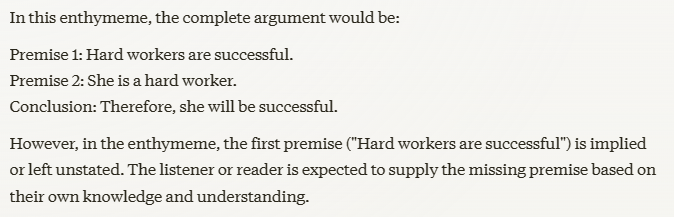 In this enthymeme, the complete argument would be:
Premise 1: Hard workers are successful.
Premise 2: She is a hard worker.
Conclusion: Therefore, she will be successful.
However, in the enthymeme, the first premise ("Hard workers are successful") is implied
or left unstated. The listener or reader is expected to supply the missing premise based on
their own knowledge and understanding.